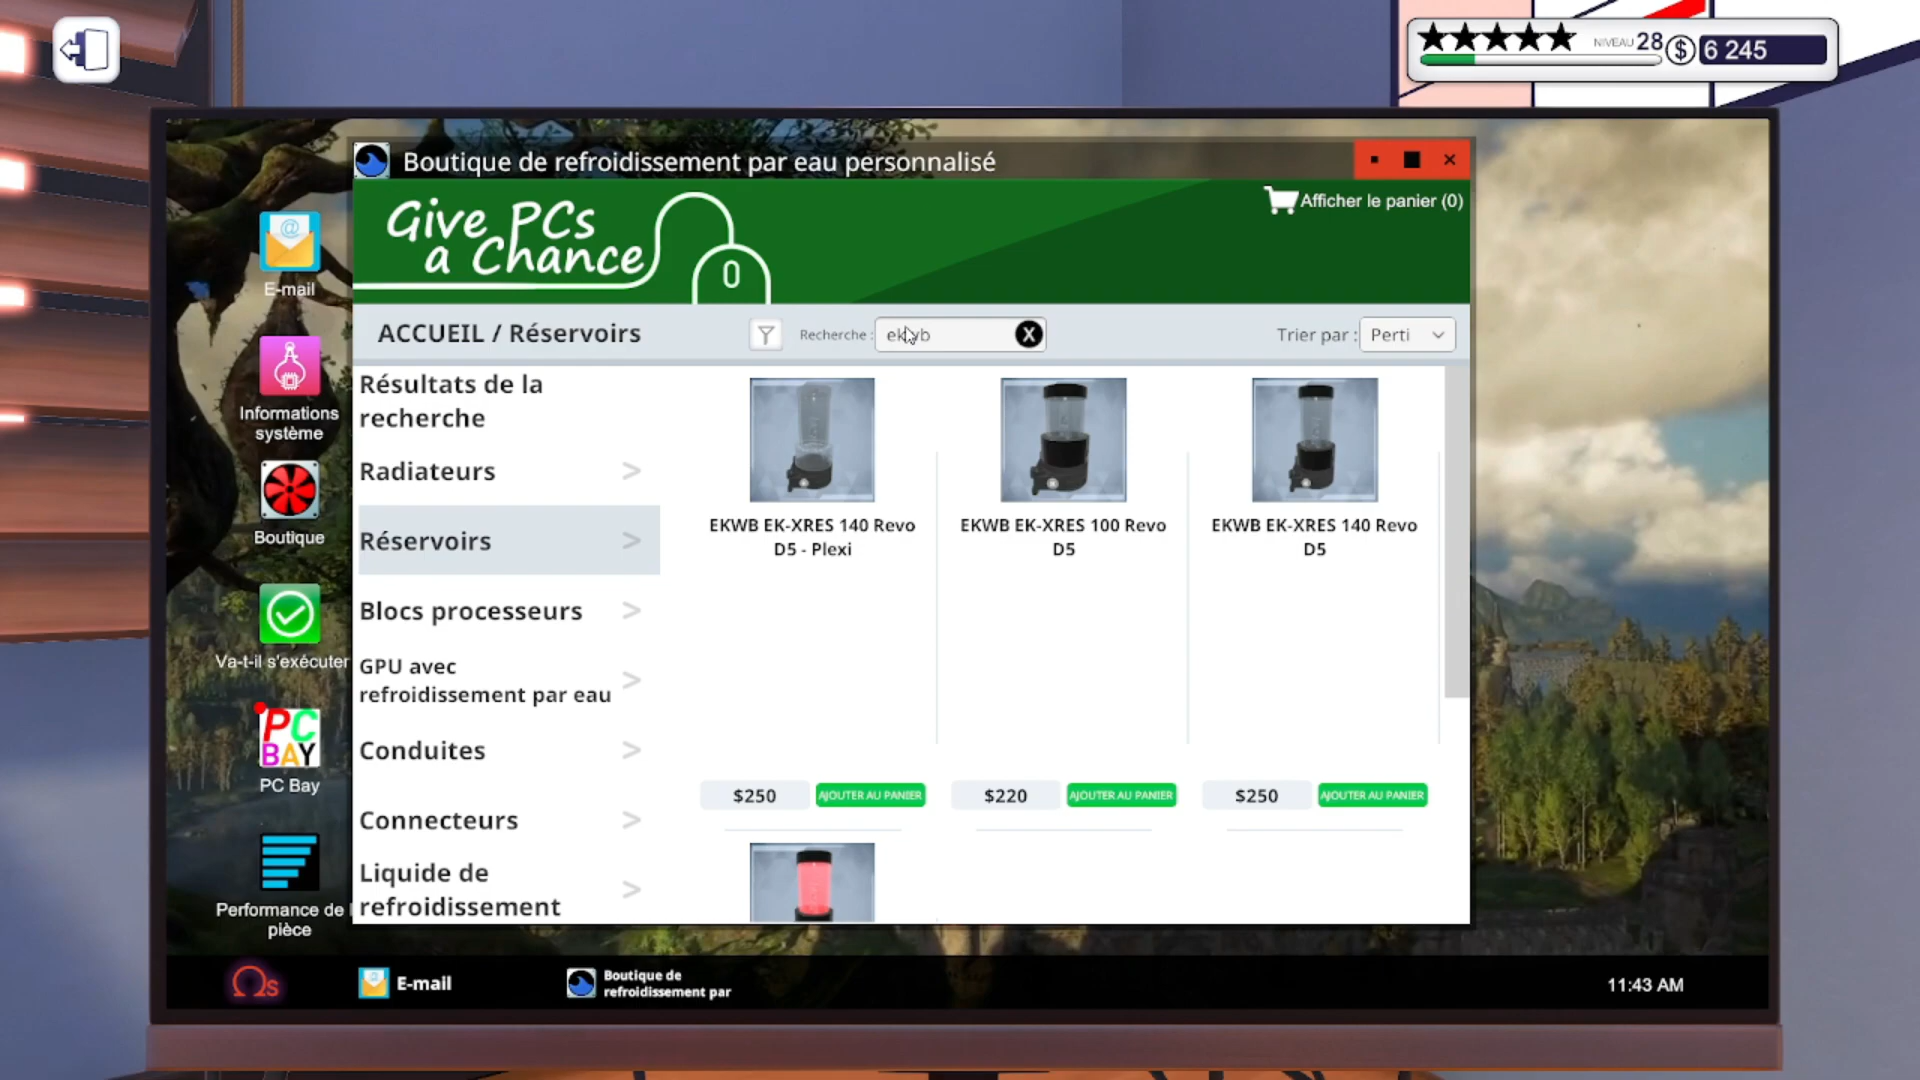 NIVEAU 28 $ 6 245
Boutique de refroidissement par eau personnalisé
Give PCs
a Chance
Afficher le panier (0)
ACCUEIL / Réservoirs
Recherche :
ekwb
X
Trier par :
Perti
Résultats de la
recherche
Radiateurs >
Réservoirs >
Blocs processeurs >
GPU avec
refroidissement par eau >
Conduites >
Connecteurs >
Liquide de
refroidissement >
EKWB EK-XRES 140 Revo
D5 - Plexi
$250
AJOUTER AU PANIER
EKWB EK-XRES 100 Revo
D5
$220
AJOUTER AU PANIER
EKWB EK-XRES 140 Revo
D5
$250
AJOUTER AU PANIER
E-mail
Informations
système
Boutique
Va-t-il s'exécuter
PC
BAY
PC Bay
Performance de
pièce
Ωs
E-mail
Boutique de
refroidissement par
11:43 AM